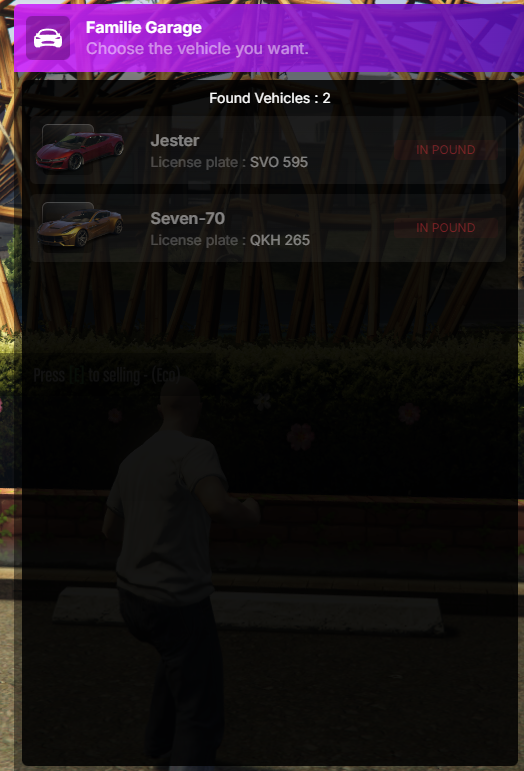 Familie Garage
Choose the vehicle you want.
Found Vehicles : 2
Jester
License plate : SVO 595
IN POUND
Seven-70
License plate : QKH 265
IN POUND
Press [E] to selling - (Eco)